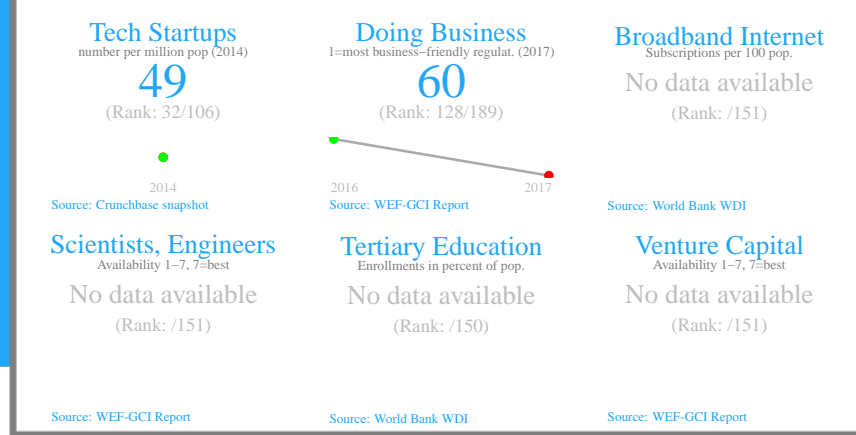 Tech Startups
number per million pop (2014)
49
(Rank: 32/106)
2014
Source: Crunchbase snapshot
Doing Business
1=most business−friendly regulat. (2017)
60
(Rank: 128/189)
2016 2017
Source: WEF-GCI Report
Broadband Internet
Subscriptions per 100 pop.
No data available
(Rank: /151)
Source: World Bank WDI
Scientists, Engineers
Availability 1−7, 7=best
No data available
(Rank: /151)
Source: WEF-GCI Report
Tertiary Education
Enrollments in percent of pop.
No data available
(Rank: /150)
Source: World Bank WDI
Venture Capital
Availability 1−7, 7=best
No data available
(Rank: /151)
Source: WEF-GCI Report